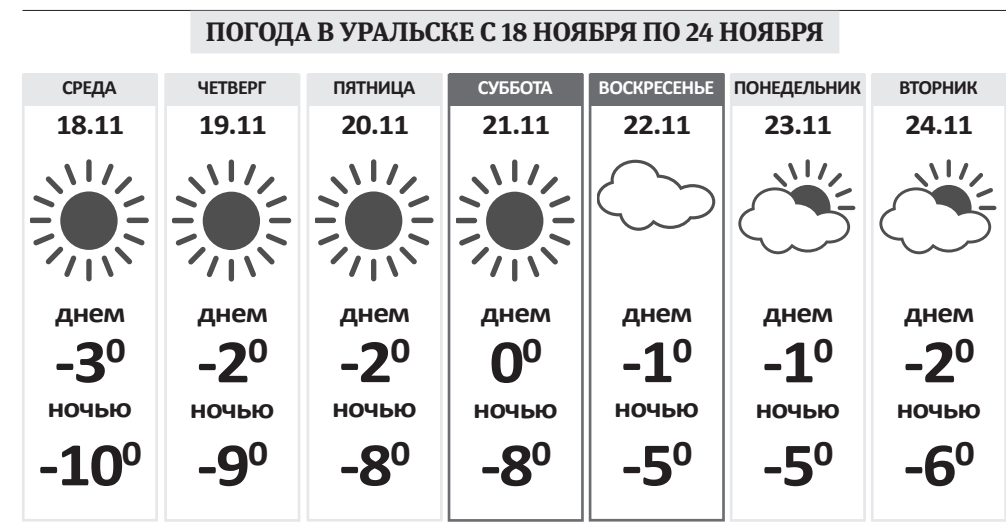 ПОГОДА В УРАЛЬСКЕ С 18 НОЯБРЯ ПО 24 НОЯБРЯ
СРЕДА ЧЕТВЕРГ ПЯТНИЦА СУББОТА ВОСКРЕСЕНЬЕ ПОНЕДЕЛЬНИК ВТОРНИК
18.11 19.11 20.11 21.11 22.11 23.11 24.11
днем днем днем днем днем днем днем
-3⁰ -2⁰ -2⁰ 0⁰ -1⁰ -1⁰ -2⁰
ночью ночью ночью ночью ночью ночью ночью
-10⁰ -9⁰ -8⁰ -8⁰ -5⁰ -5⁰ -6⁰